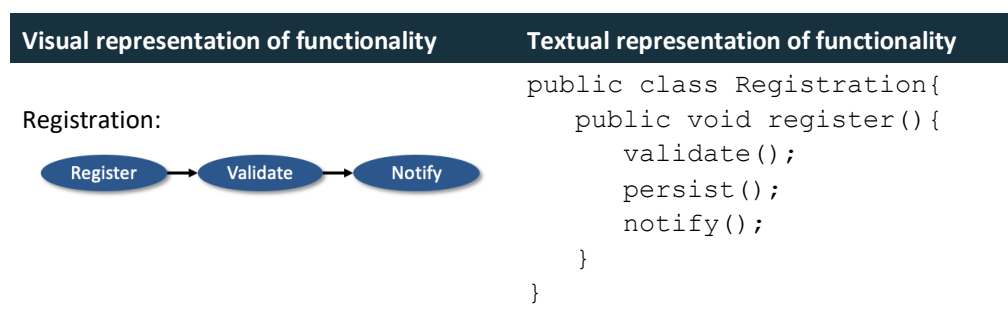 Visual representation of functionality
Registration:
Register
Validate
Notify
Textual representation of functionality
public class Registration{
   public void register(){
      validate();
      persist();
      notify();
   }
}